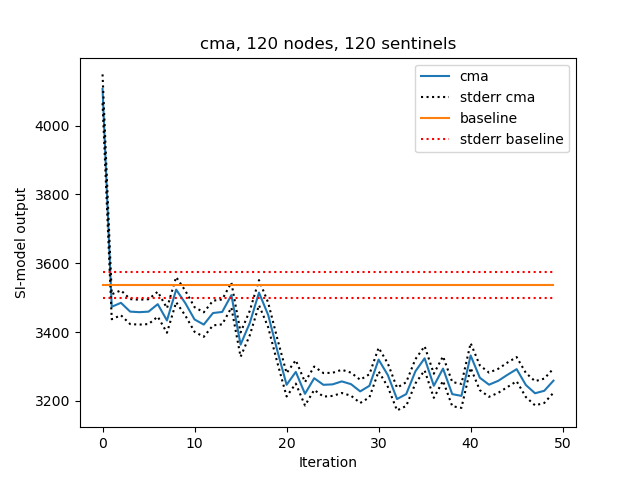 cma, 120 nodes, 120 sentinels
cma
stderr cma
baseline
stderr baseline
SI-model output
4000
3800
3600
3400
3200
0
10
20
30
40
50
Iteration